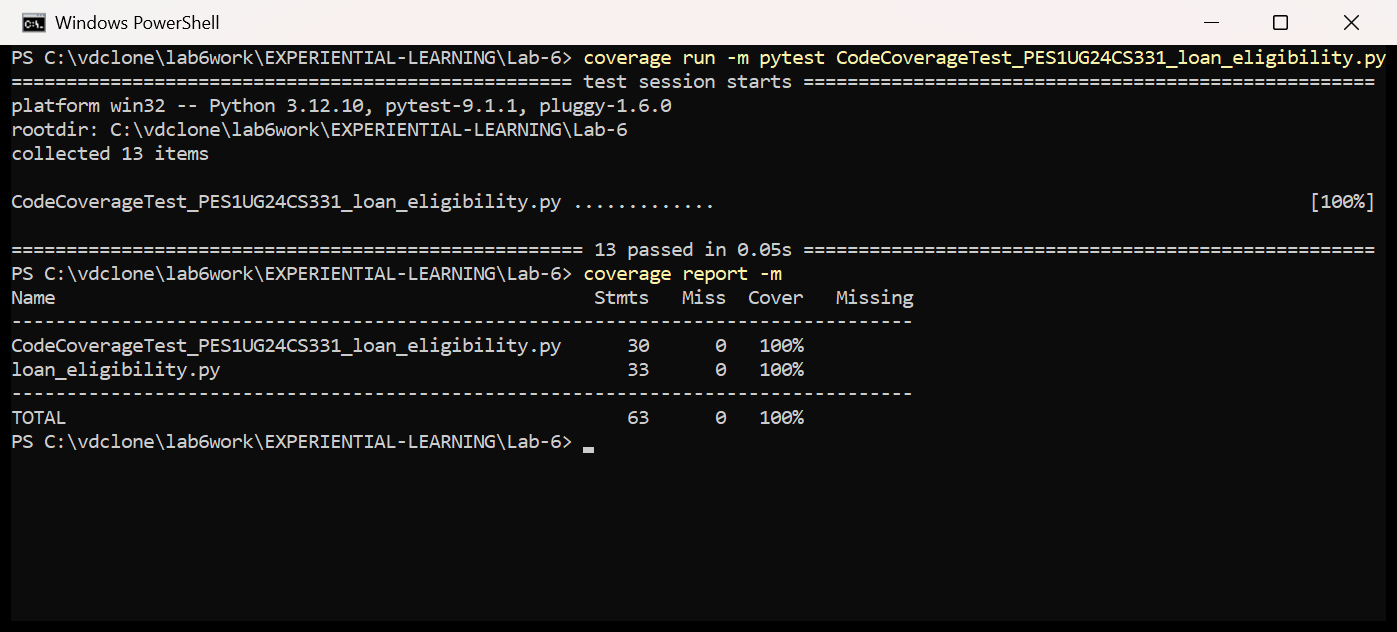 Windows PowerShell
PS C:\vdclone\lab6work\EXPERIENTIAL-LEARNING\Lab-6> coverage run -m pytest CodeCoverageTest_PES1UG24CS331_loan_eligibility.py
=================================================== test session starts ====================================================
platform win32 -- Python 3.12.10, pytest-9.1.1, pluggy-1.6.0
rootdir: C:\vdclone\lab6work\EXPERIENTIAL-LEARNING\Lab-6
collected 13 items
CodeCoverageTest_PES1UG24CS331_loan_eligibility.py .............                                                      [100%]
==================================================== 13 passed in 0.05s ====================================================
PS C:\vdclone\lab6work\EXPERIENTIAL-LEARNING\Lab-6> coverage report -m
Name                                                 Stmts   Miss  Cover   Missing
----------------------------------------------------------------------------------
CodeCoverageTest_PES1UG24CS331_loan_eligibility.py      30      0   100%
loan_eligibility.py                                     33      0   100%
----------------------------------------------------------------------------------
TOTAL                                                   63      0   100%
PS C:\vdclone\lab6work\EXPERIENTIAL-LEARNING\Lab-6>